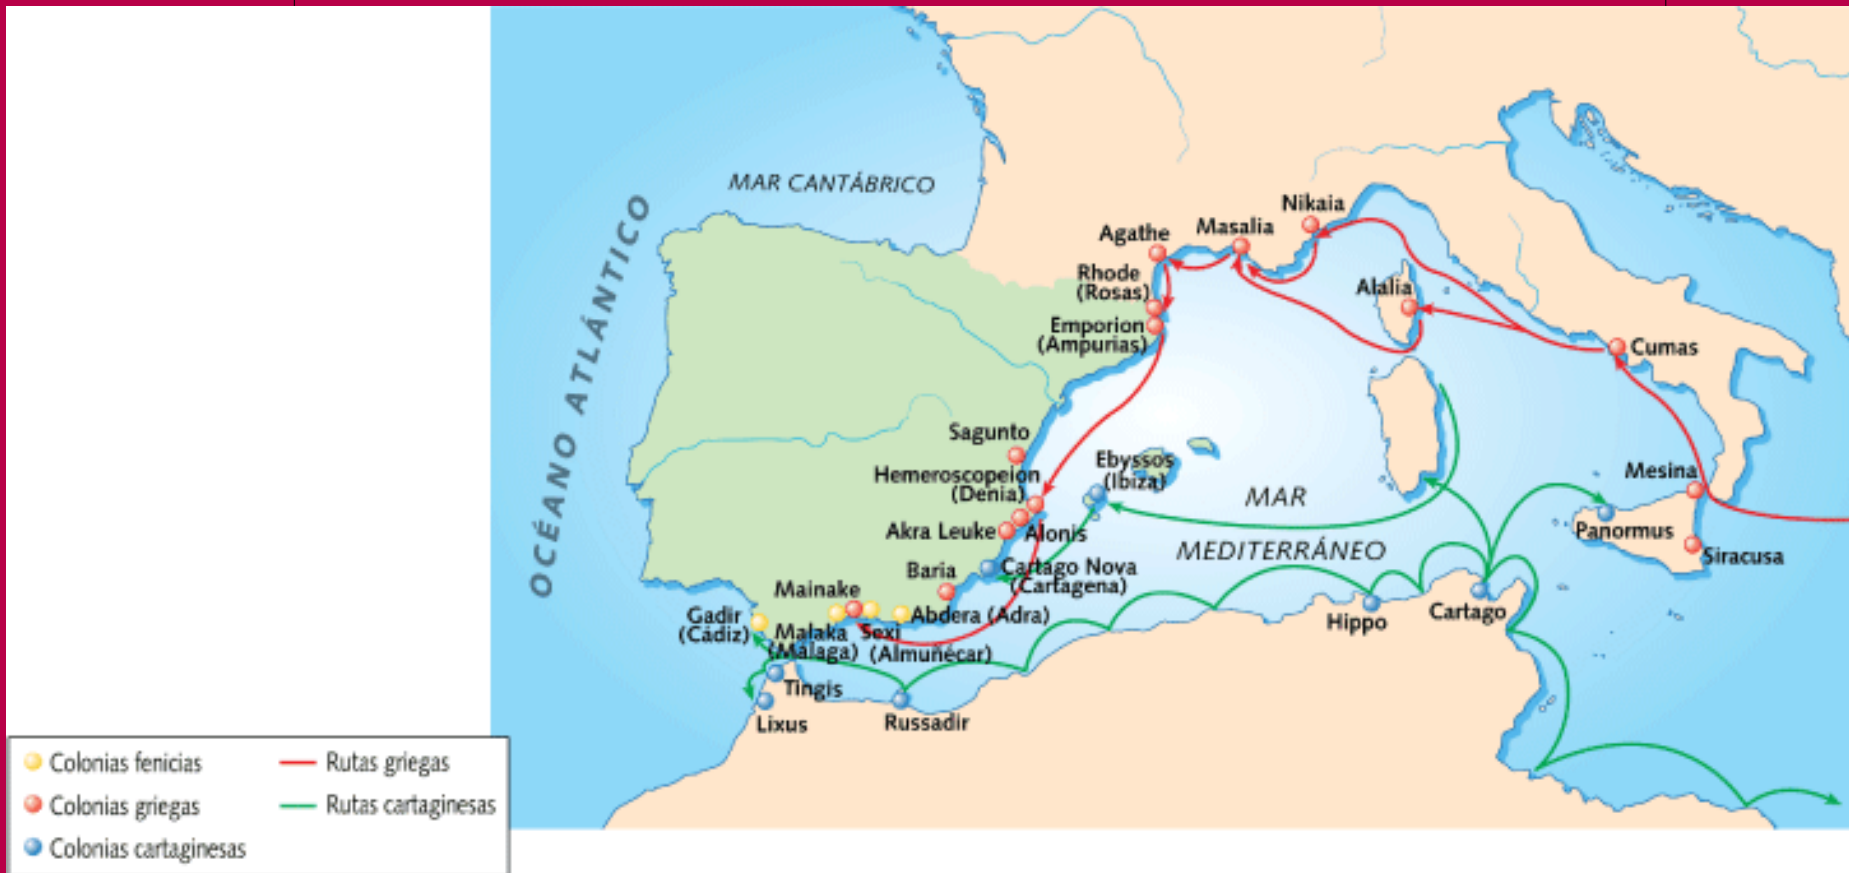 MAR CANTÁBRICO
OCÉANO ATLÁNTICO
Nikaia
Masalia
Agathe
Rhode
(Rosas)
Emporion
(Ampurias)
Alalia
Cumas
Sagunto
Hemeroscopeion
(Denia)
Ebyssos
(Ibiza)
Akra Leuke
Alonis
MAR
MEDITERRÁNEO
Mesina
Panormus
Siracusa
Baria
Cartago Nova
(Cartagena)
Mainake
Gadir
(Cádiz)
Malaka
(Málaga)
Sexi
(Almuñécar)
Abdera (Adra)
Hippo
Cartago
Tingis
Lixus
Russadir
Colonias fenicias
Rutas griegas
Colonias griegas
Rutas cartaginesas
Colonias cartaginesas